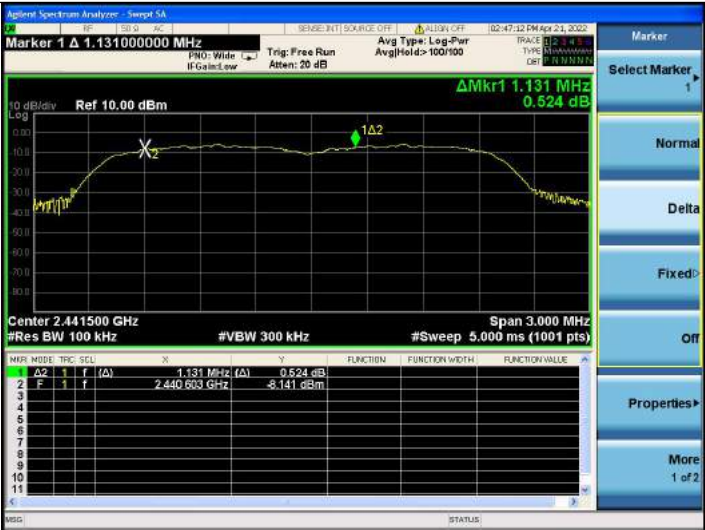 Agilent Spectrum Analyzer - Swept SA
RF 50 Ω AC SENSE:INT SOURCE OFF ALIGN OFF 02:47:12 PM Apr 21, 2022
Marker 1 Δ 1.131000000 MHz
PNO: Wide
IFGain:Low
Trig: Free Run
Atten: 20 dB
Avg Type: Log-Pwr
Avg|Hold:>100/100
TRACE 1 2 3 4 5 6
TYPE
DET P N N N N N
ΔMkr1 1.131 MHz
0.524 dB
10 dB/div Ref 10.00 dBm
Log
0.00
-10.0
-20.0
-30.0
-40.0
-50.0
-60.0
-70.0
-80.0
X2
1Δ2
Center 2.441500 GHz Span 3.000 MHz
#Res BW 100 kHz #VBW 300 kHz #Sweep 5.000 ms (1001 pts)
MKR MODE TRC SCL X Y FUNCTION FUNCTION WIDTH FUNCTION VALUE
1 Δ2 1 f (Δ) 1.131 MHz (Δ) 0.524 dB
2 F 1 f 2.440 603 GHz -8.141 dBm
3
4
5
6
7
8
9
10
11
MSG STATUS
Marker
Select Marker
1
Normal
Delta
Fixed
Off
Properties
More
1 of 2